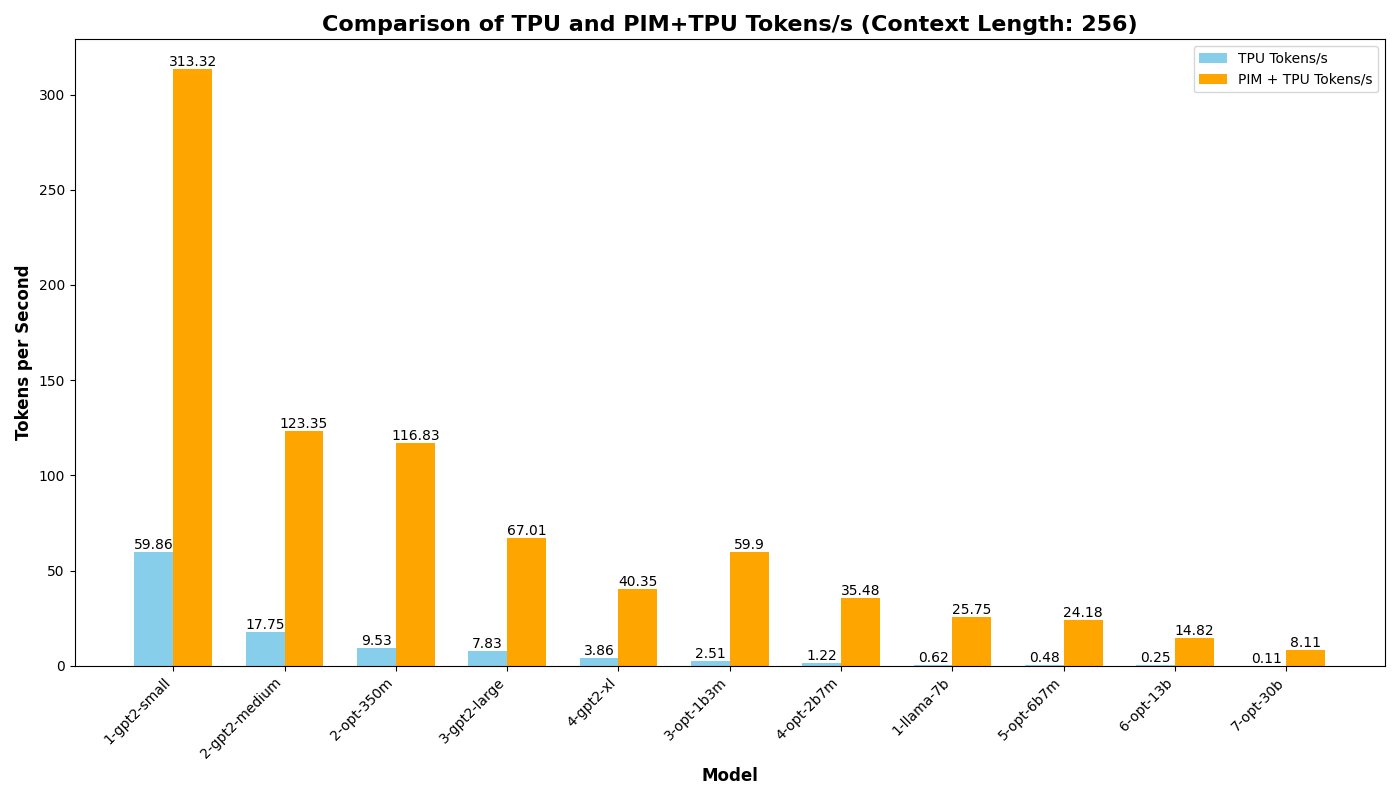 Comparison of TPU and PIM+TPU Tokens/s (Context Length: 256)
TPU Tokens/s
PIM + TPU Tokens/s
Tokens per Second
300
250
200
150
100
50
0
59.86
313.32
17.75
123.35
9.53
116.83
7.83
67.01
3.86
40.35
2.51
59.9
1.22
35.48
0.62
25.75
0.48
24.18
0.25
14.82
0.11
8.11
1-gpt2-small
2-gpt2-medium
2-opt-350m
3-gpt2-large
4-gpt2-xl
3-opt-1b3m
4-opt-2b7m
1-llama-7b
5-opt-6b7m
6-opt-13b
7-opt-30b
Model